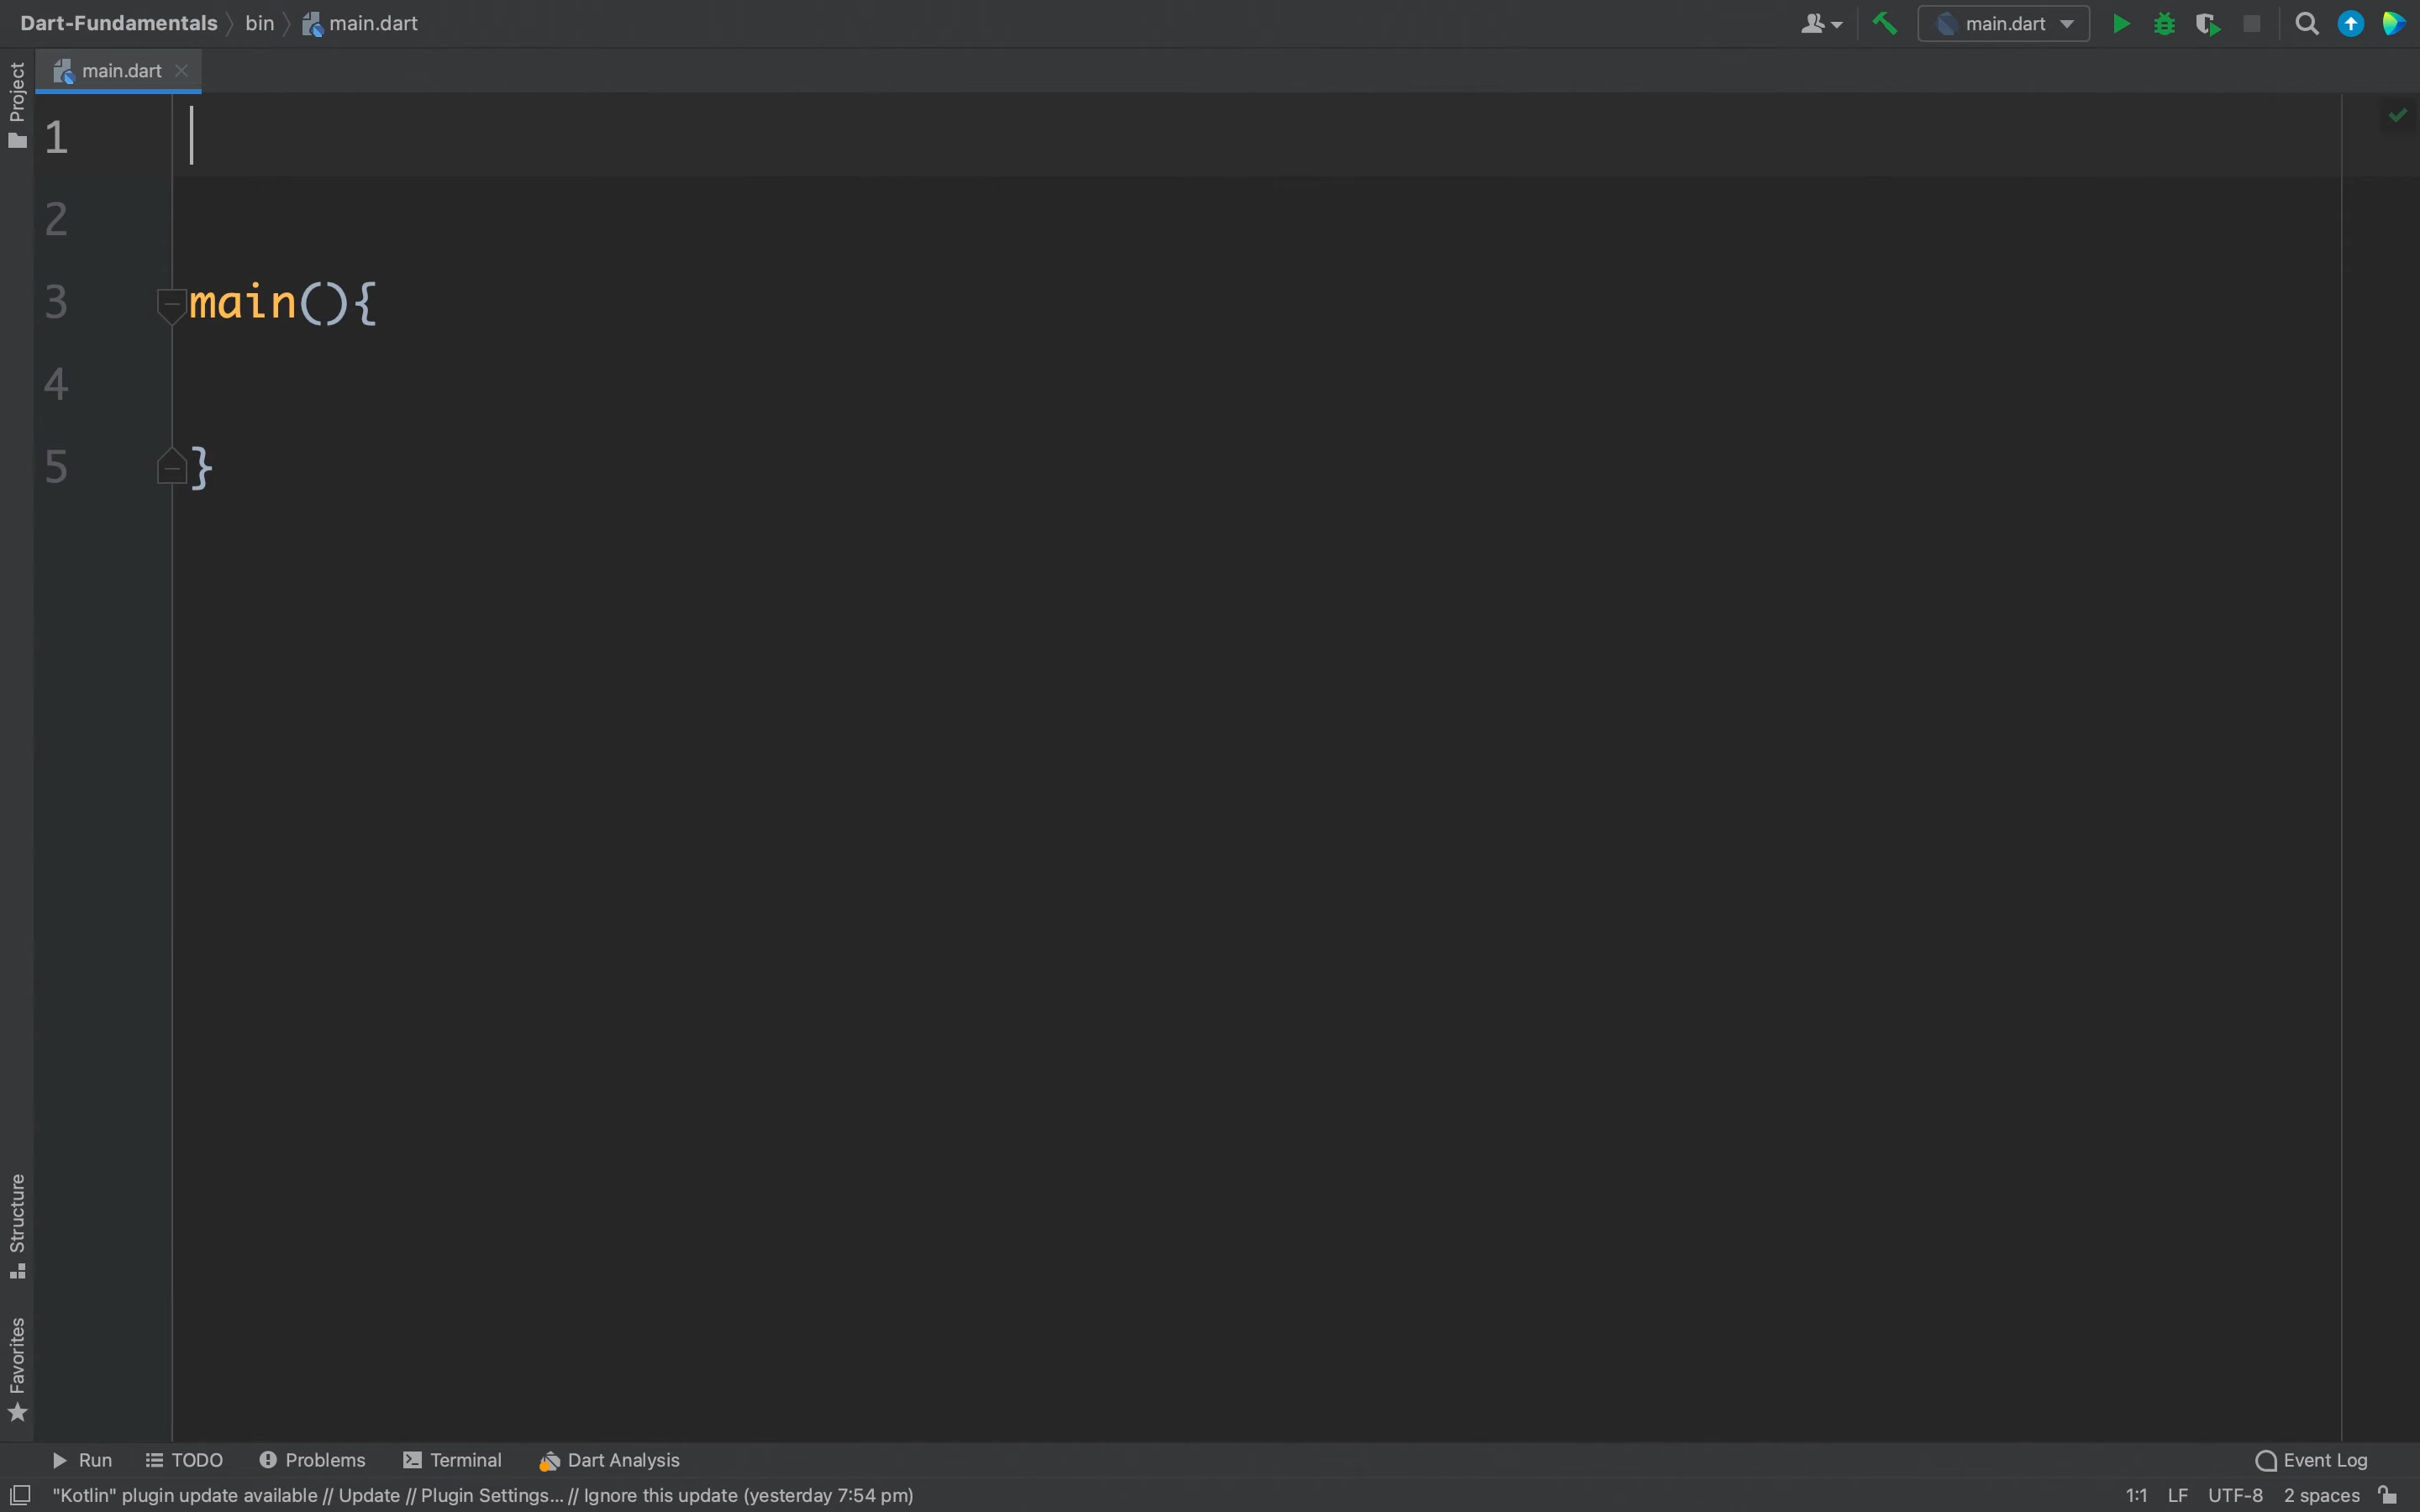 Dart-Fundamentals bin main.dart
main.dart
main.dart
Project
1
2
3 main(){
4
5 }
Structure
Favorites
Run TODO Problems Terminal Dart Analysis Event Log
"Kotlin" plugin update available // Update // Plugin Settings... // Ignore this update (yesterday 7:54 pm) 1:1 LF UTF-8 2 spaces